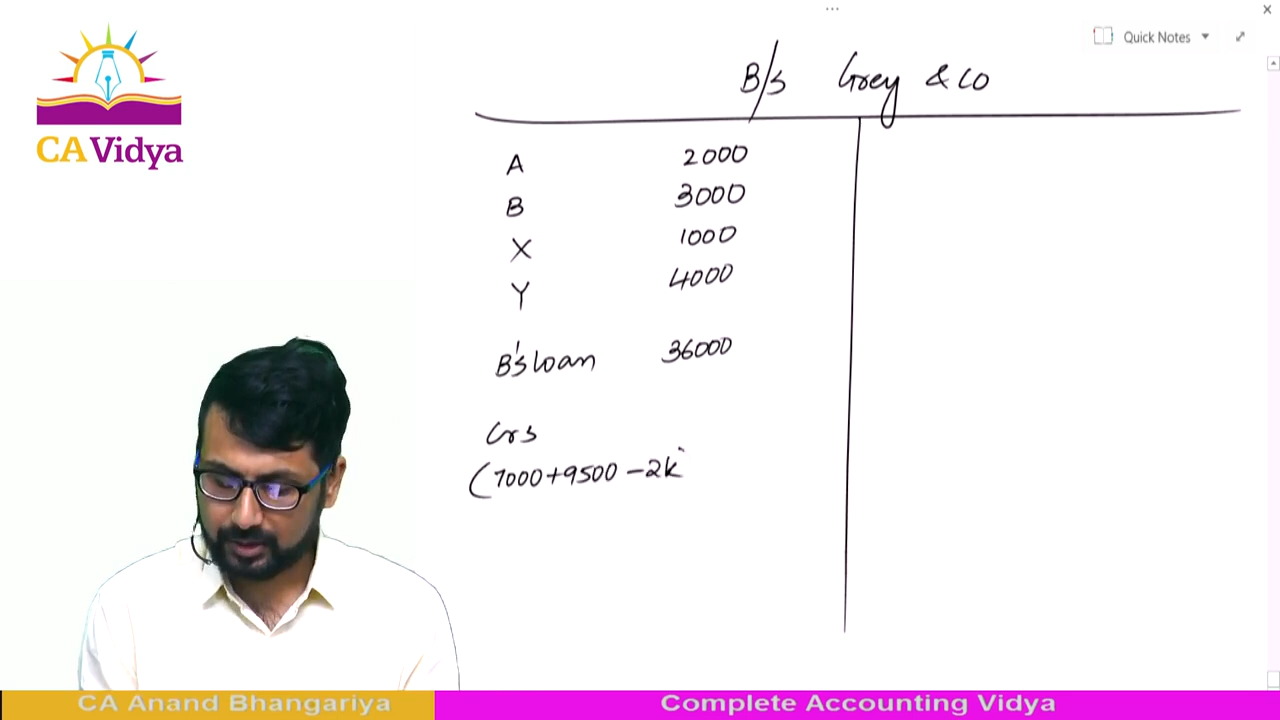 CA Vidya
Quick Notes
B/s Grey & CO
A 2000
B 3000
X 1000
Y 4000
B's loan 36000
Crs
(7000+9500-2k
CA Anand Bhangariya
Complete Accounting Vidya